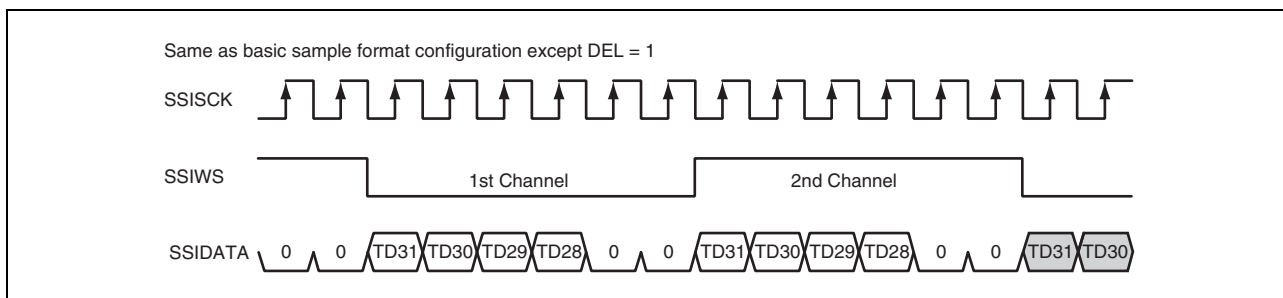 Same as basic sample format configuration except DEL = 1
SSISCK
SSIWS 1st Channel 2nd Channel
SSIDATA 0 0 TD31 TD30 TD29 TD28 0 0 TD31 TD30 TD29 TD28 0 0 TD31 TD30